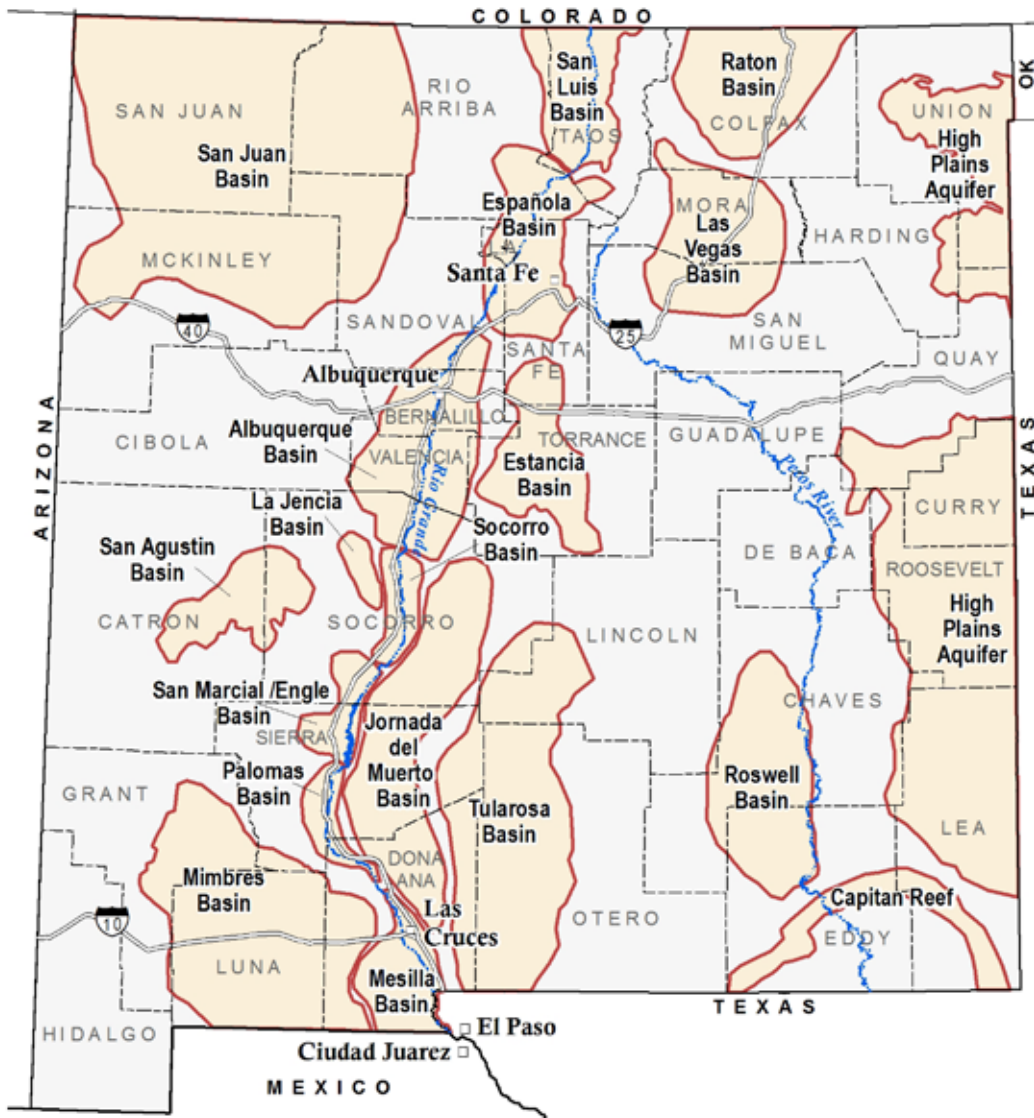 COLORADO
OK
SAN JUAN
RIO
ARRIBA
San
Luis
Basin
TAOS
Raton
Basin
COLFAX
UNION
High
Plains
Aquifer
San Juan
Basin
Española
Basin
MORA
Las
Vegas
Basin
HARDING
MCKINLEY
LA
Santa Fe
40
SANDOVAL
25
SAN
MIGUEL
SANTA
FE
QUAY
Albuquerque
ARIZONA
CIBOLA
BERNALILLO
Albuquerque
Basin
VALENCIA
TORRANCE
GUADALUPE
TEXAS
Estancia
Basin
Rio Grand
Pecos River
CURRY
La Jencia
Basin
Socorro
Basin
San Agustin
Basin
DE BACA
ROOSEVELT
CATRON
SOCORRO
LINCOLN
High
Plains
Aquifer
San Marcial /Engle
Basin
SIERRA
Jornada
del
Muerto
Basin
CHAVES
Palomas
Basin
GRANT
Tularosa
Basin
Roswell
Basin
LEA
Mimbres
Basin
DONA
ANA
Las
Cruces
OTERO
Capitan Reef
EDDY
10
LUNA
Mesilla
Basin
TEXAS
HIDALGO
El Paso
Ciudad Juarez
MEXICO